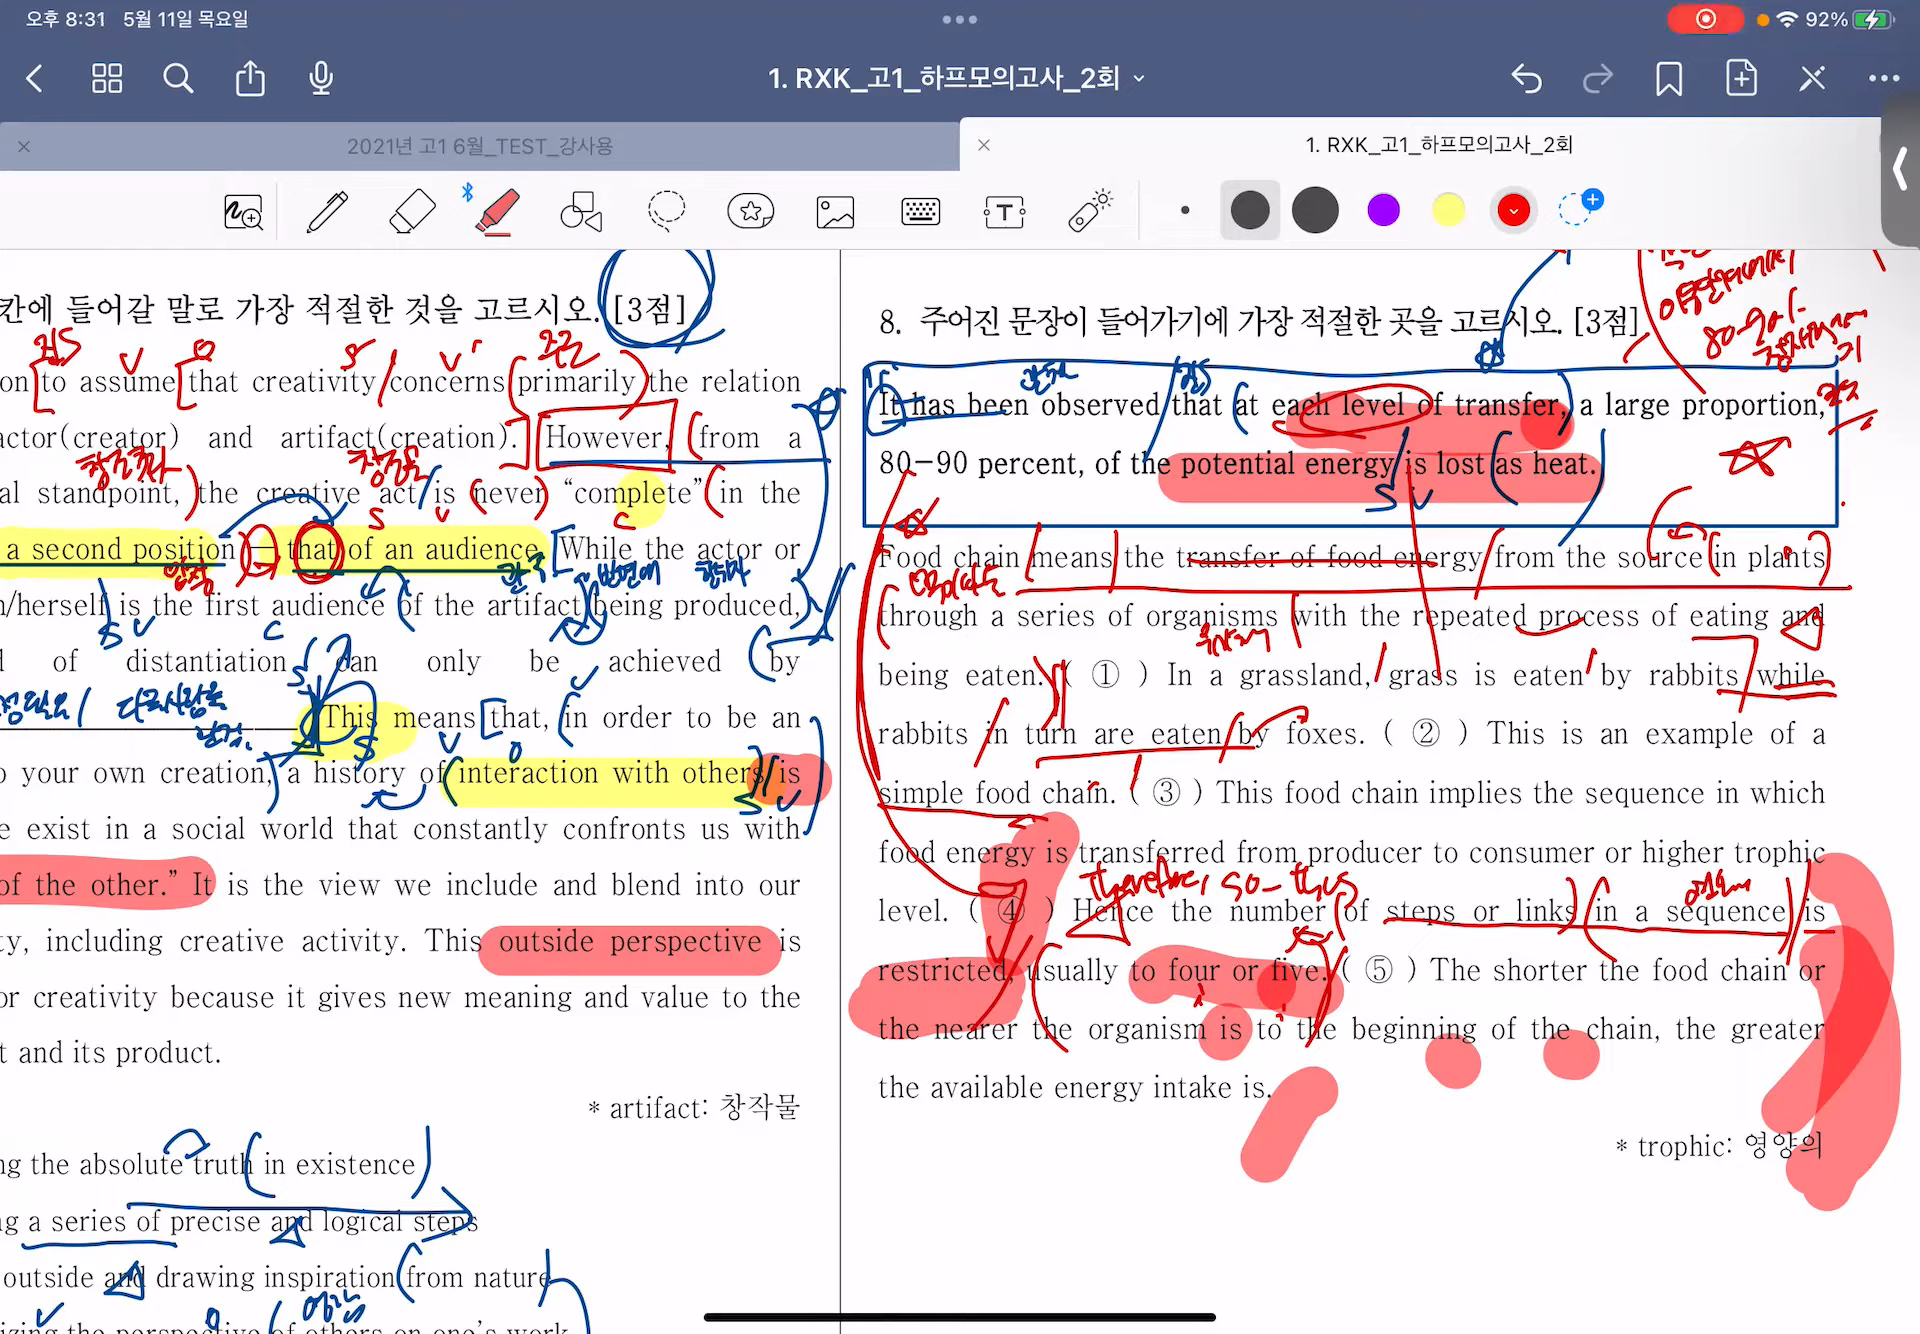 오후 8:31 5월 11일 목요일
92%
1. RXK_고1_하프모의고사_2회
2021년 고1 6월_TEST_강사용
1. RXK_고1_하프모의고사_2회
칸에 들어갈 말로 가장 적절한 것을 고르시오. [3점]
on to assume that creativity concerns primarily the relation
actor(creator) and artifact(creation). However, from a
al standpoint, the creative act is never “complete” in the
a second position — that of an audience. While the actor or
n/herself is the first audience of the artifact being produced,
d of distantiation can only be achieved by
This means that, in order to be an
o your own creation, a history of interaction with others is
e exist in a social world that constantly confronts us with
of the other.” It is the view we include and blend into our
ty, including creative activity. This outside perspective is
or creativity because it gives new meaning and value to the
t and its product.
* artifact: 창작물
ng the absolute truth in existence
ng a series of precise and logical steps
outside and drawing inspiration from nature
izing the perspective of others on one's work
8. 주어진 문장이 들어가기에 가장 적절한 곳을 고르시오. [3점]
It has been observed that at each level of transfer, a large proportion,
80-90 percent, of the potential energy is lost as heat.
Food chain means the transfer of food energy from the source in plants
through a series of organisms with the repeated process of eating and
being eaten. ( ① ) In a grassland, grass is eaten by rabbits while
rabbits in turn are eaten by foxes. ( ② ) This is an example of a
simple food chain. ( ③ ) This food chain implies the sequence in which
food energy is transferred from producer to consumer or higher trophic
Therefore, so- thus
level. ( ④ ) Hence the number of steps or links in a sequence is
restricted, usually to four or five. ( ⑤ ) The shorter the food chain or
the nearer the organism is to the beginning of the chain, the greater
the available energy intake is.
* trophic: 영양의